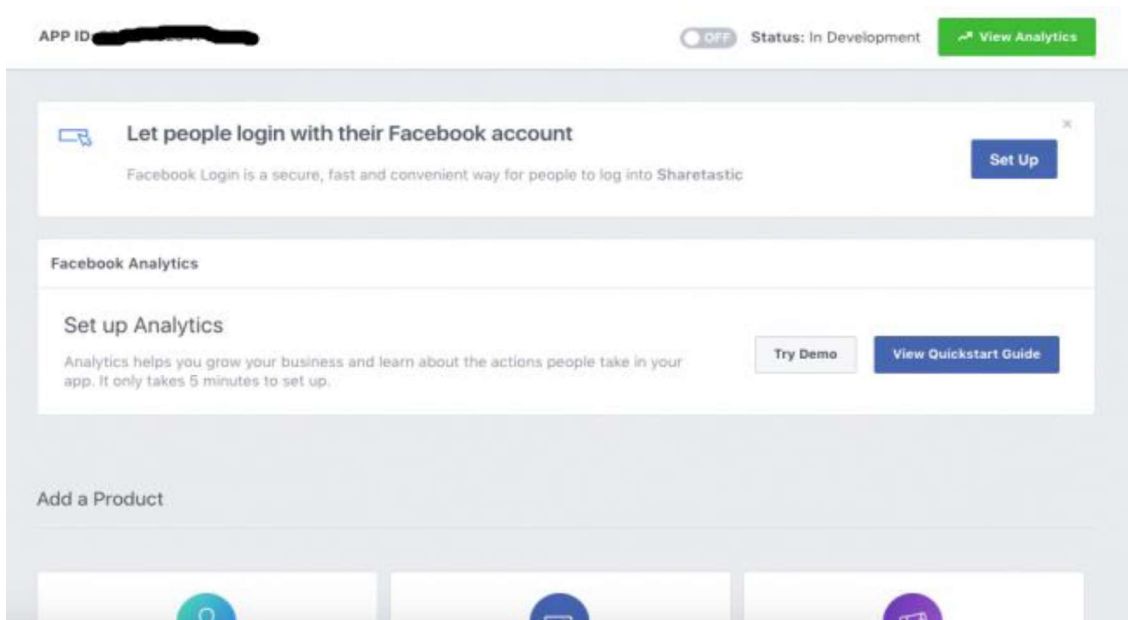 APP ID:
OFF
Status: In Development
View Analytics
Let people login with their Facebook account
Set Up
Facebook Login is a secure, fast and convenient way for people to log into Sharetastic
Facebook Analytics
Set up Analytics
Analytics helps you grow your business and learn about the actions people take in your
app. It only takes 5 minutes to set up.
Try Demo
View Quickstart Guide
Add a Product